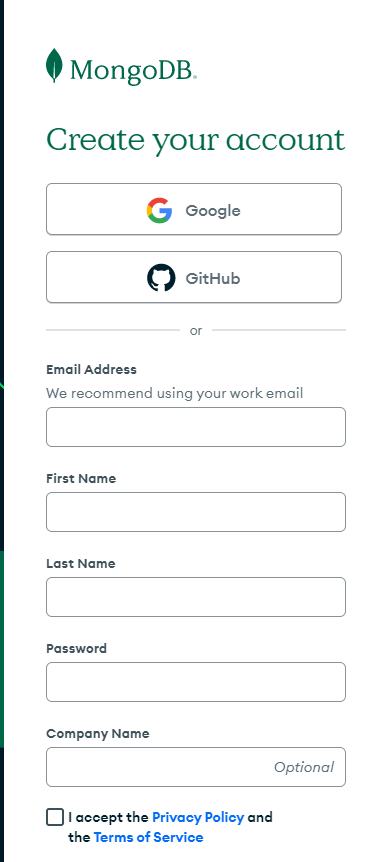 MongoDB.
Create your account
Google
GitHub
or
Email Address
We recommend using your work email
First Name
Last Name
Password
Company Name
Optional
I accept the Privacy Policy and
the Terms of Service